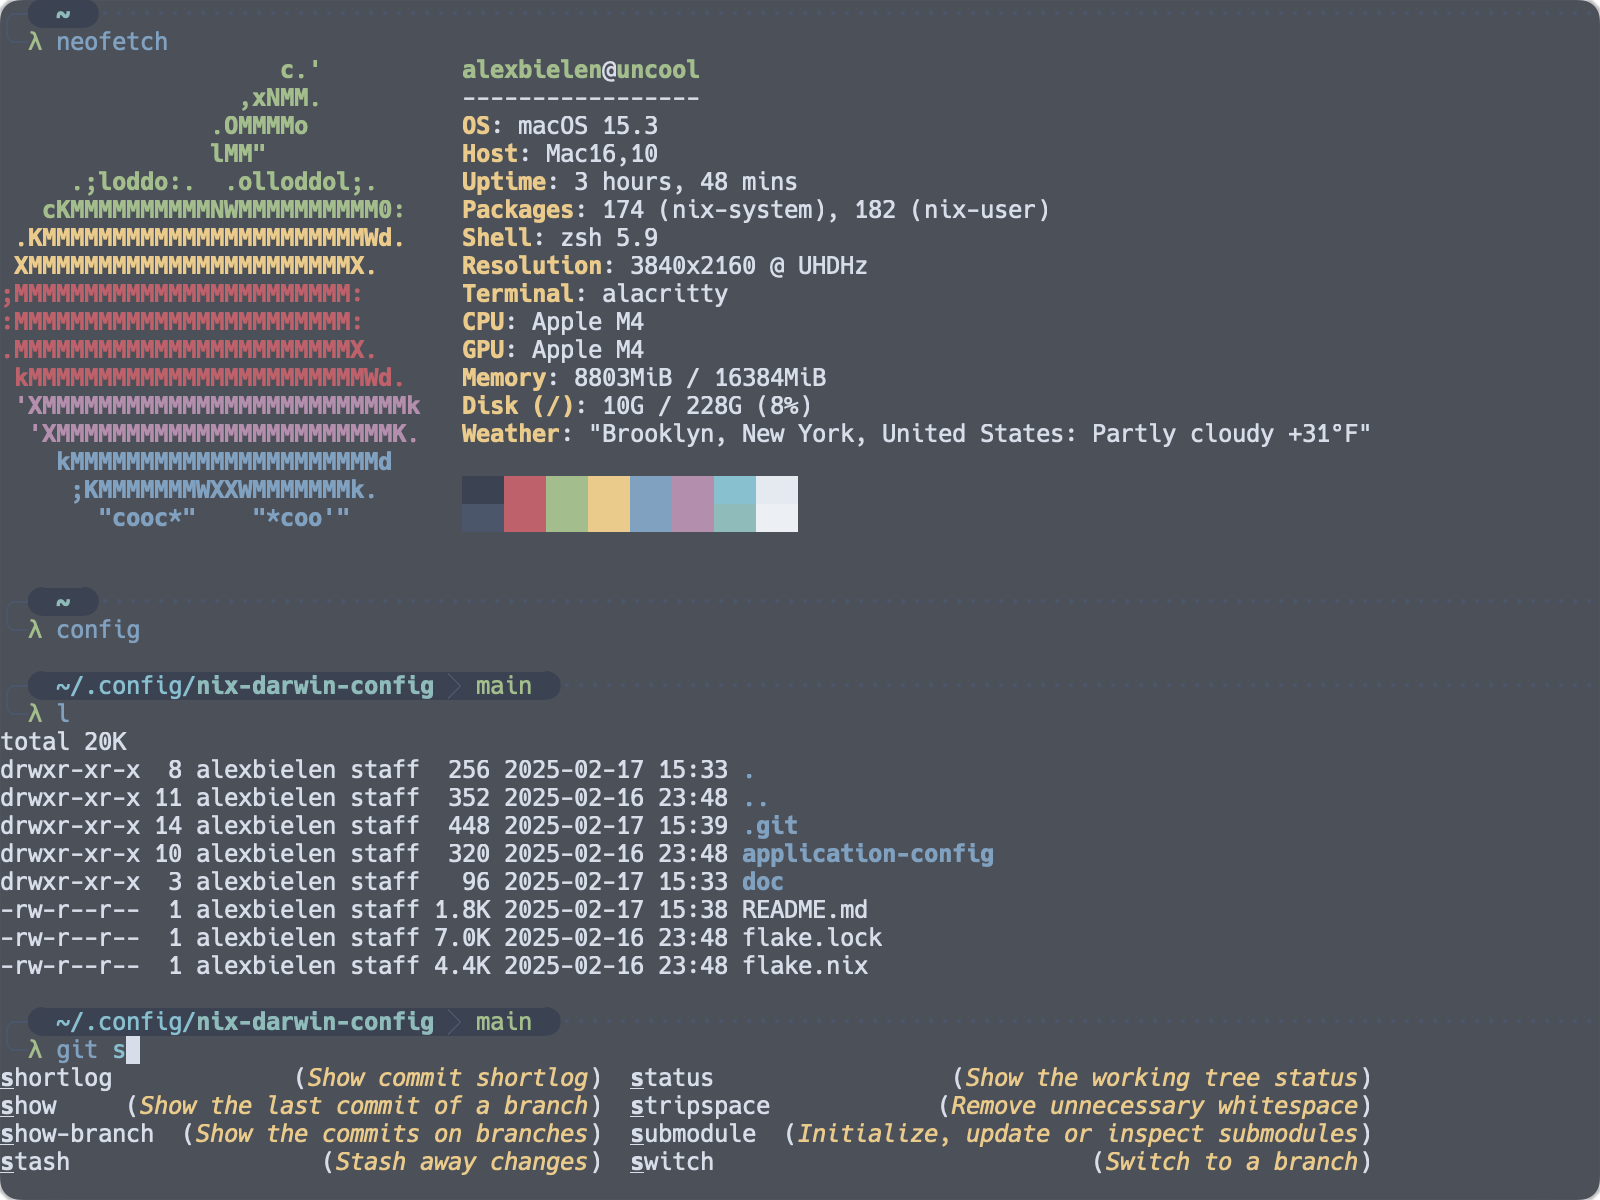 ~
λ neofetch
                    c.'          alexbielen@uncool
                 ,xNMM.          -----------------
               .OMMMMo           OS: macOS 15.3
               lMM"              Host: Mac16,10
     .;loddo:.  .olloddol;.      Uptime: 3 hours, 48 mins
   cKMMMMMMMMMMNWMMMMMMMMMM0:    Packages: 174 (nix-system), 182 (nix-user)
 .KMMMMMMMMMMMMMMMMMMMMMMMWd.    Shell: zsh 5.9
 XMMMMMMMMMMMMMMMMMMMMMMMX.      Resolution: 3840x2160 @ UHDHz
;MMMMMMMMMMMMMMMMMMMMMMMM:       Terminal: alacritty
:MMMMMMMMMMMMMMMMMMMMMMMM:       CPU: Apple M4
.MMMMMMMMMMMMMMMMMMMMMMMMX.      GPU: Apple M4
 kMMMMMMMMMMMMMMMMMMMMMMMMWd.    Memory: 8803MiB / 16384MiB
 'XMMMMMMMMMMMMMMMMMMMMMMMMMMk   Disk (/): 10G / 228G (8%)
  'XMMMMMMMMMMMMMMMMMMMMMMMMK.   Weather: "Brooklyn, New York, United States: Partly cloudy +31°F"
    kMMMMMMMMMMMMMMMMMMMMMMd
     ;KMMMMMMMWXXWMMMMMMMk.
       "cooc*"    "*coo'"
~
λ config
~/.config/nix-darwin-config main
λ l
total 20K
drwxr-xr-x  8 alexbielen staff  256 2025-02-17 15:33 .
drwxr-xr-x 11 alexbielen staff  352 2025-02-16 23:48 ..
drwxr-xr-x 14 alexbielen staff  448 2025-02-17 15:39 .git
drwxr-xr-x 10 alexbielen staff  320 2025-02-16 23:48 application-config
drwxr-xr-x  3 alexbielen staff   96 2025-02-17 15:33 doc
-rw-r--r--  1 alexbielen staff 1.8K 2025-02-17 15:38 README.md
-rw-r--r--  1 alexbielen staff 7.0K 2025-02-16 23:48 flake.lock
-rw-r--r--  1 alexbielen staff 4.4K 2025-02-16 23:48 flake.nix
~/.config/nix-darwin-config main
λ git s
shortlog             (Show commit shortlog)  status                 (Show the working tree status)
show     (Show the last commit of a branch)  stripspace            (Remove unnecessary whitespace)
show-branch  (Show the commits on branches)  submodule  (Initialize, update or inspect submodules)
stash                  (Stash away changes)  switch                           (Switch to a branch)